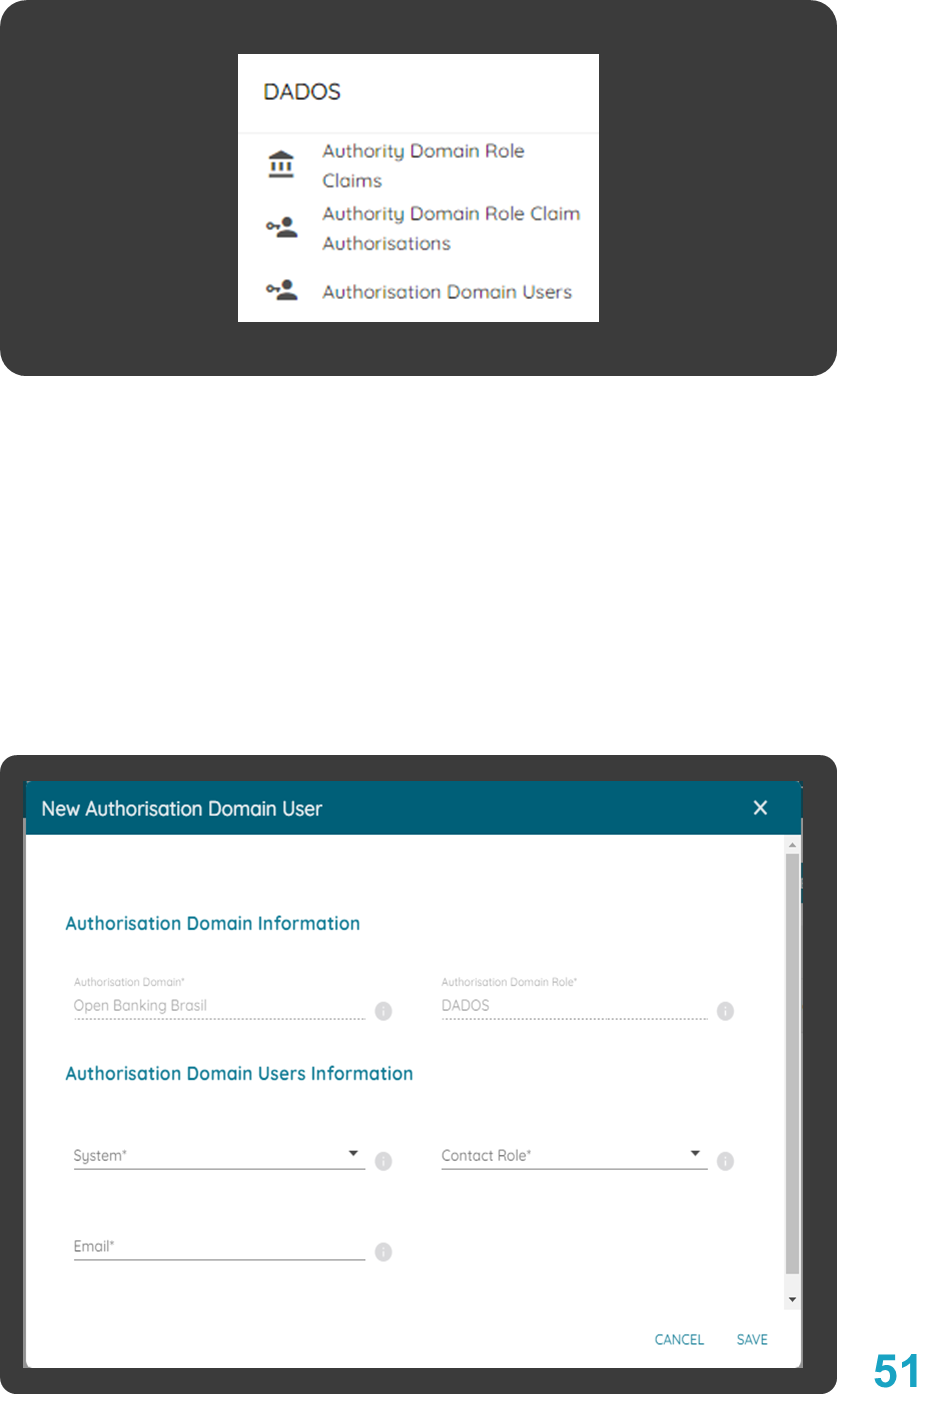 DADOS
Authority Domain Role
Claims
Authority Domain Role Claim
Authorisations
Authorisation Domain Users
New Authorisation Domain User
Authorisation Domain Information
Authorisation Domain* Authorisation Domain Role*
Open Banking Brasil DADOS
Authorisation Domain Users Information
System* Contact Role*
Email*
CANCEL SAVE
51